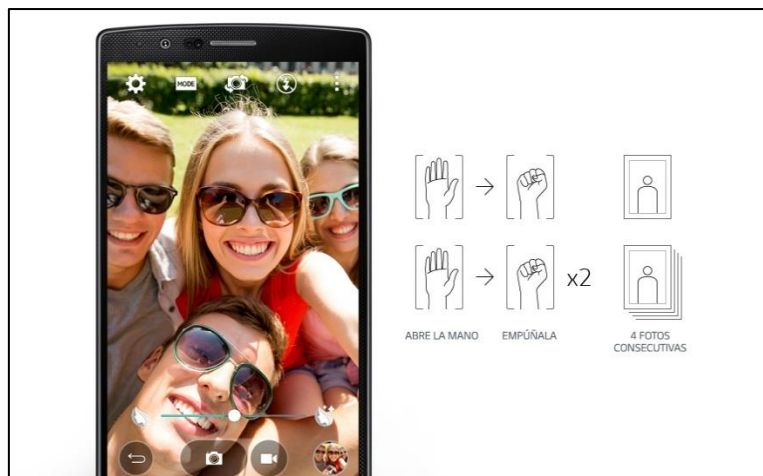 MODE
x2
ABRE LA MANO
EMPÚÑALA
4 FOTOS
CONSECUTIVAS